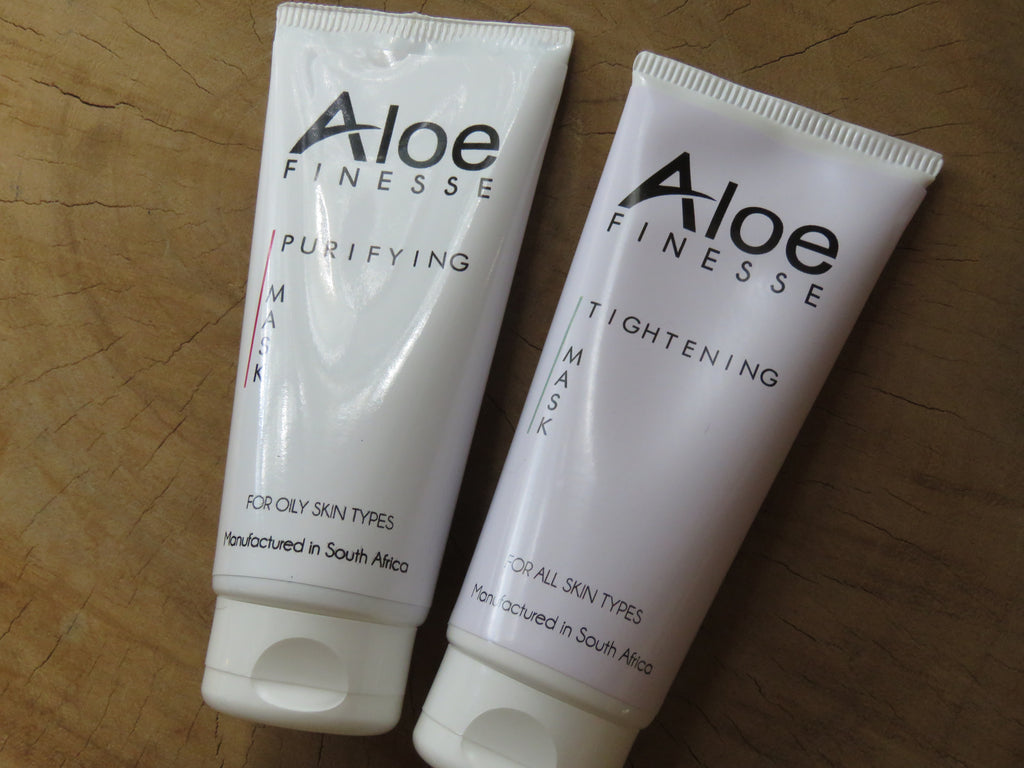 Aloe
FINESSE
PURIFYING
MASK
FOR OILY SKIN TYPES
Manufactured in South Africa
Aloe
FINESSE
TIGHTENING
MASK
FOR ALL SKIN TYPES
Manufactured in South Africa